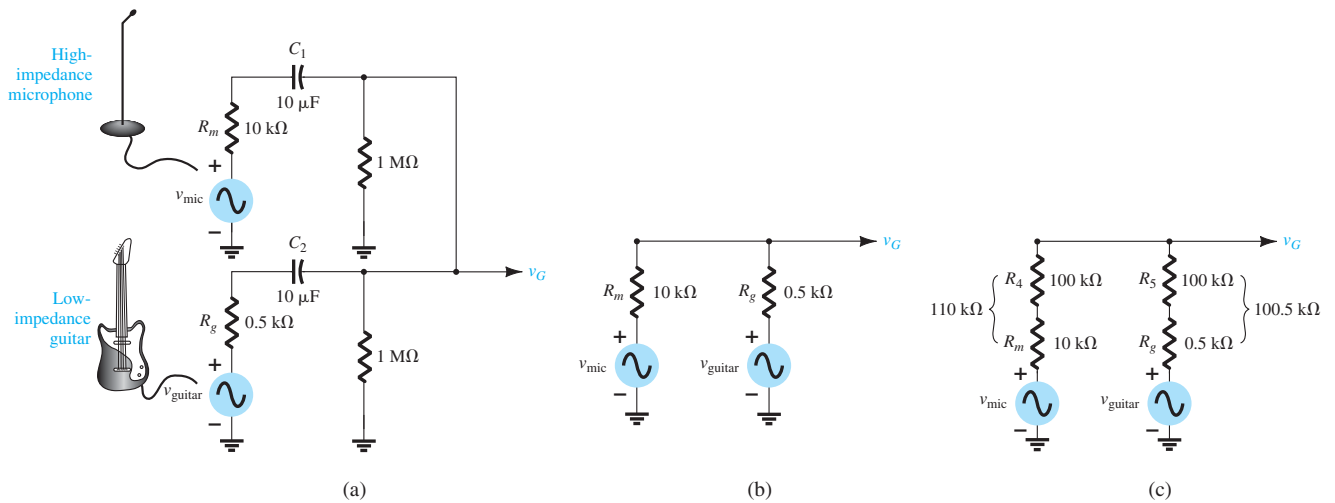 High-
impedance
microphone
C1
10 μF
Rm 10 kΩ
+
vmic
−
1 MΩ
C2
10 μF
Low-
impedance
guitar
Rg 0.5 kΩ
+
vguitar
−
1 MΩ
vG
(a)
vG
Rm 10 kΩ
Rg 0.5 kΩ
+
vmic
−
+
vguitar
−
(b)
vG
R4 100 kΩ
R5 100 kΩ
110 kΩ
100.5 kΩ
Rm 10 kΩ
Rg 0.5 kΩ
+
vmic
−
+
vguitar
−
(c)